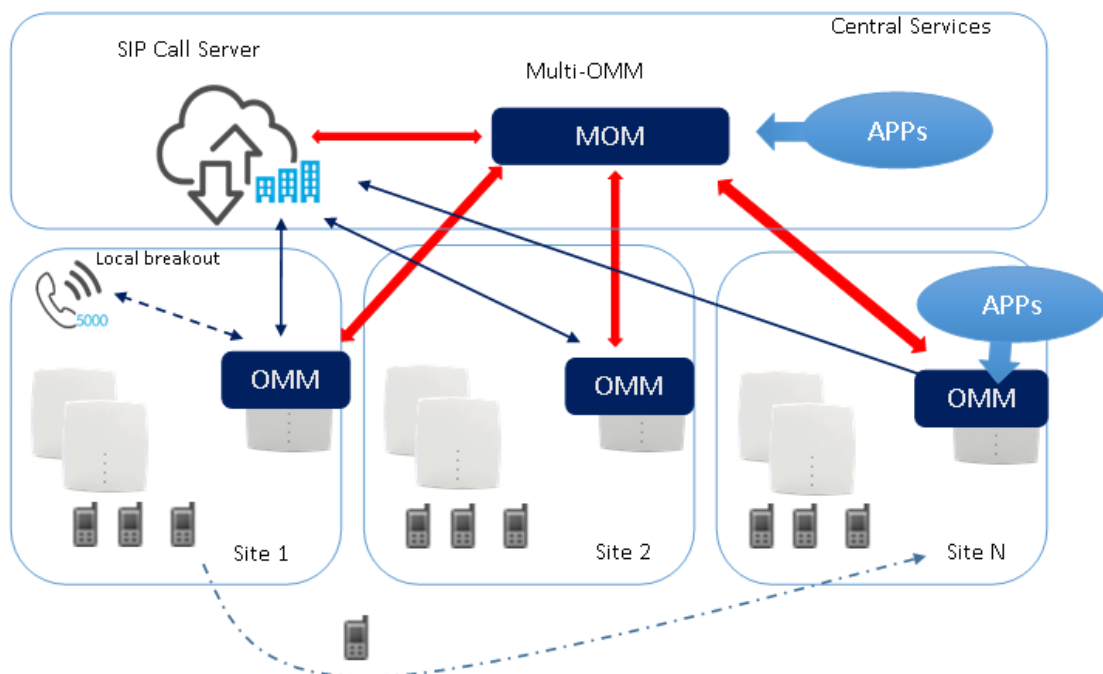 Central Services
SIP Call Server
Multi-OMM
MOM
APPs
Local breakout
5000
APPs
OMM
OMM
OMM
Site 1
Site 2
Site N